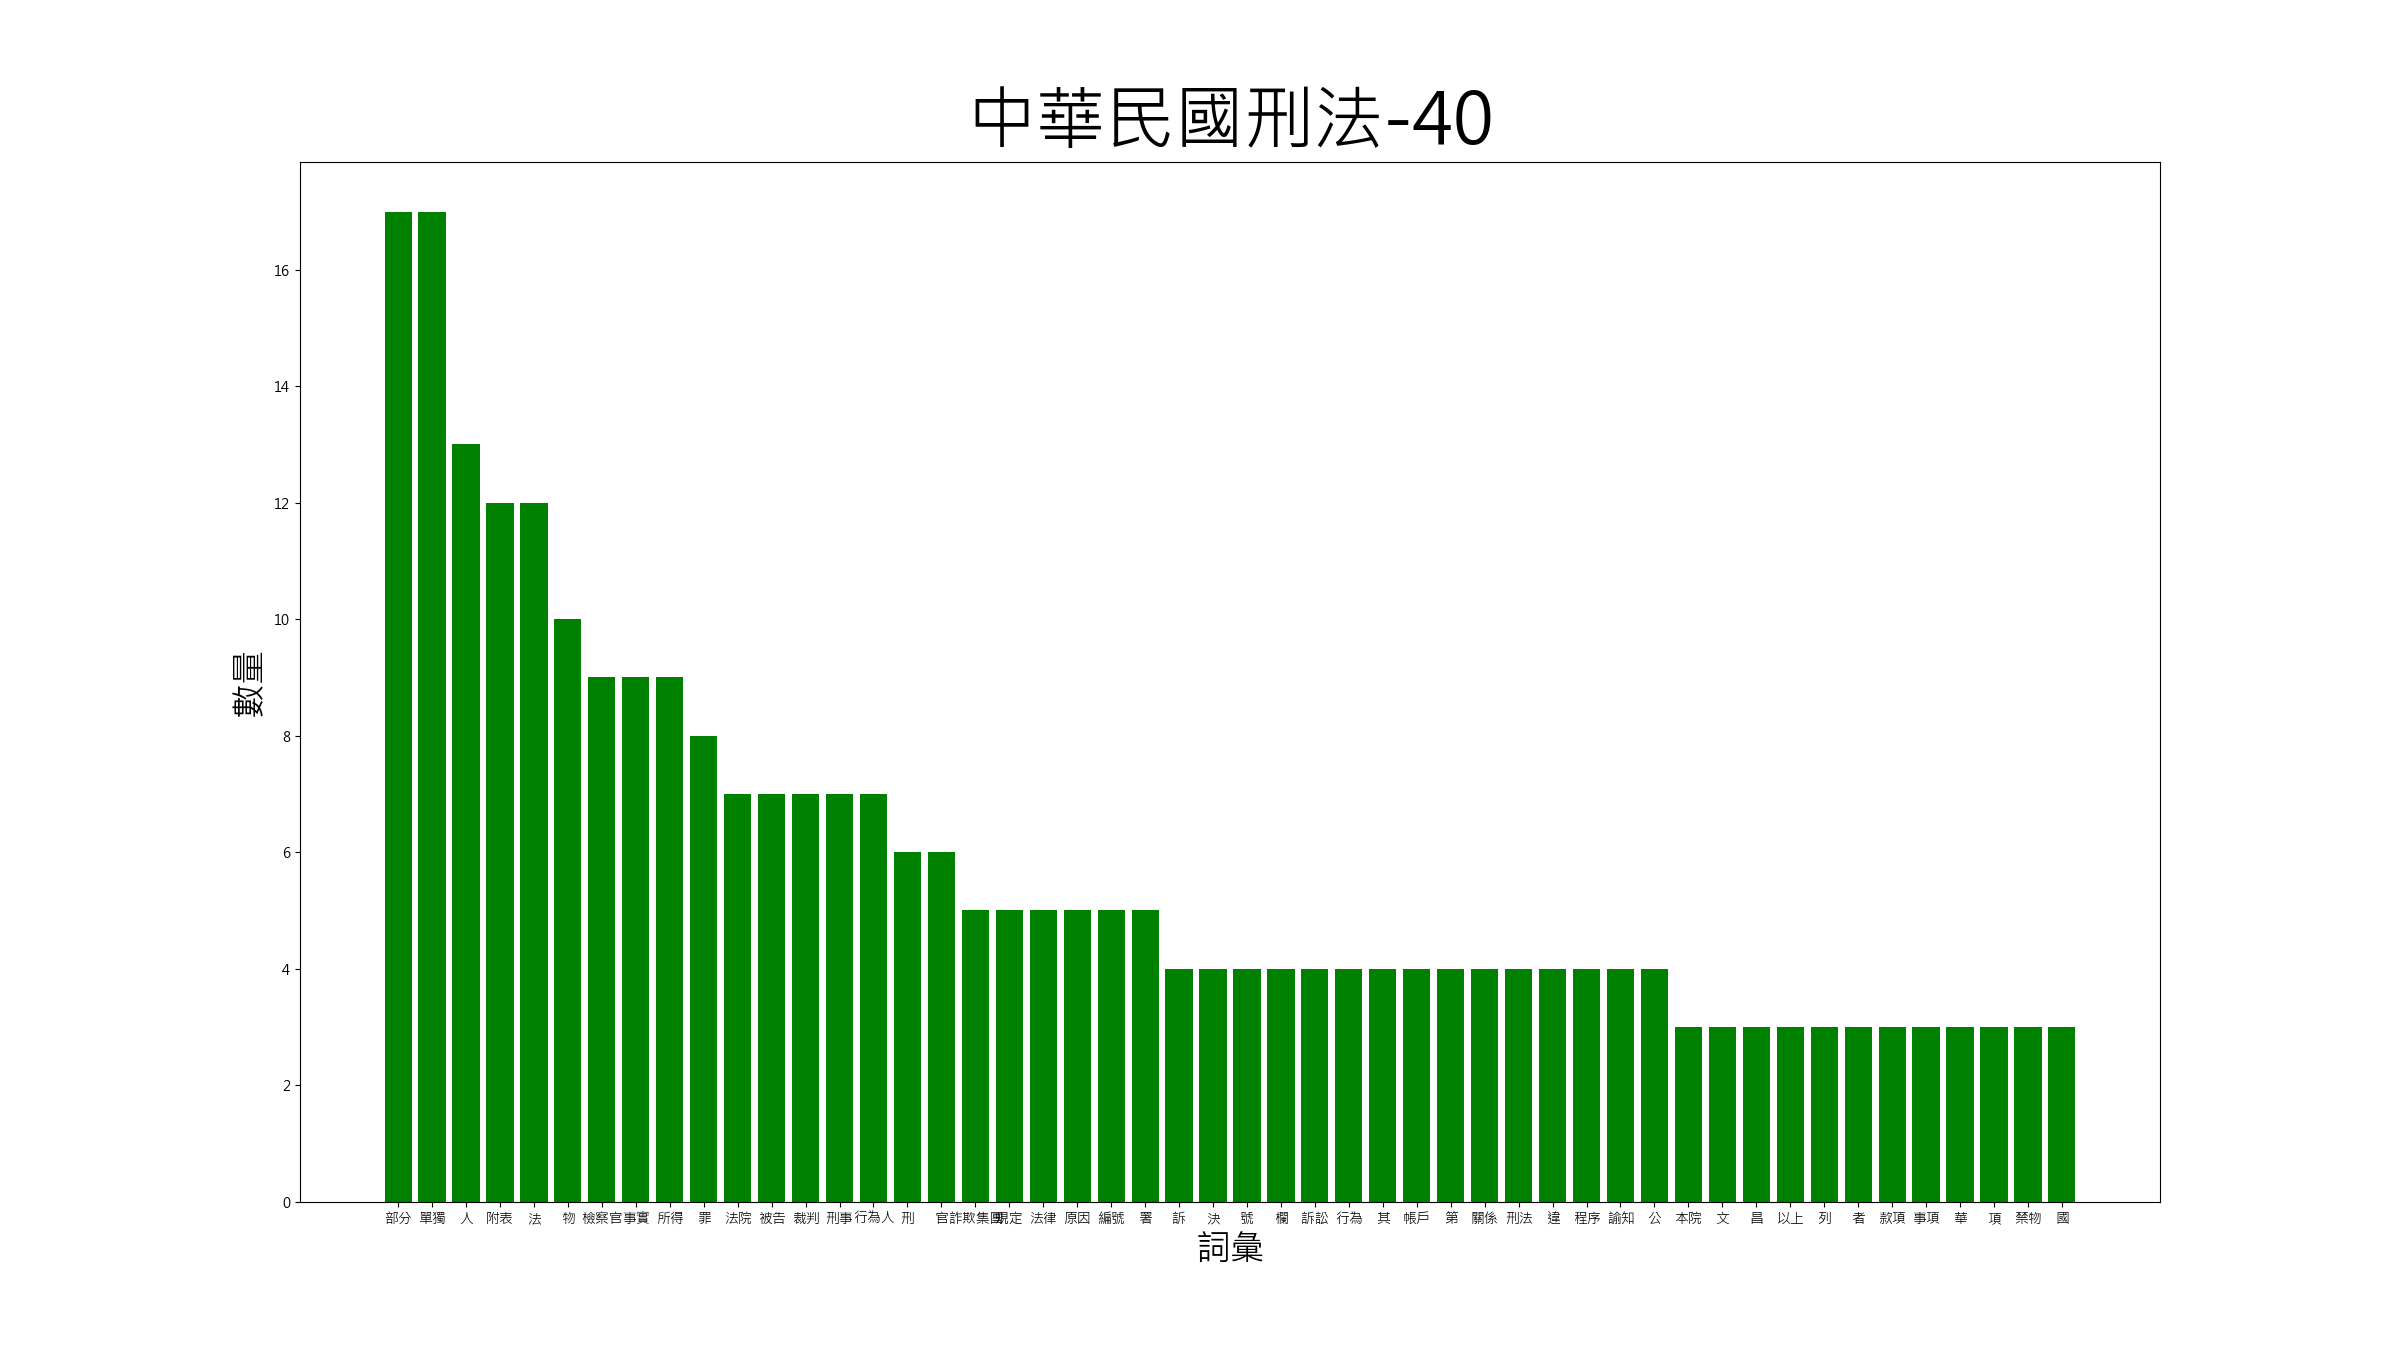 中華民國刑法-40
數量
16
14
12
10
8
6
4
2
0
部分 單獨 人 附表 法 物 檢察官 事實 所得 罪 法院 被告 裁判 刑事 行為人 刑 官 詐欺集團 規定 法律 原因 編號 署 訴 決 號 欄 訴訟 行為 其 帳戶 第 關係 刑法 違 程序 諭知 公 本院 文 昌 以上 列 者 款項 事項 華 項 禁物 國
詞彙